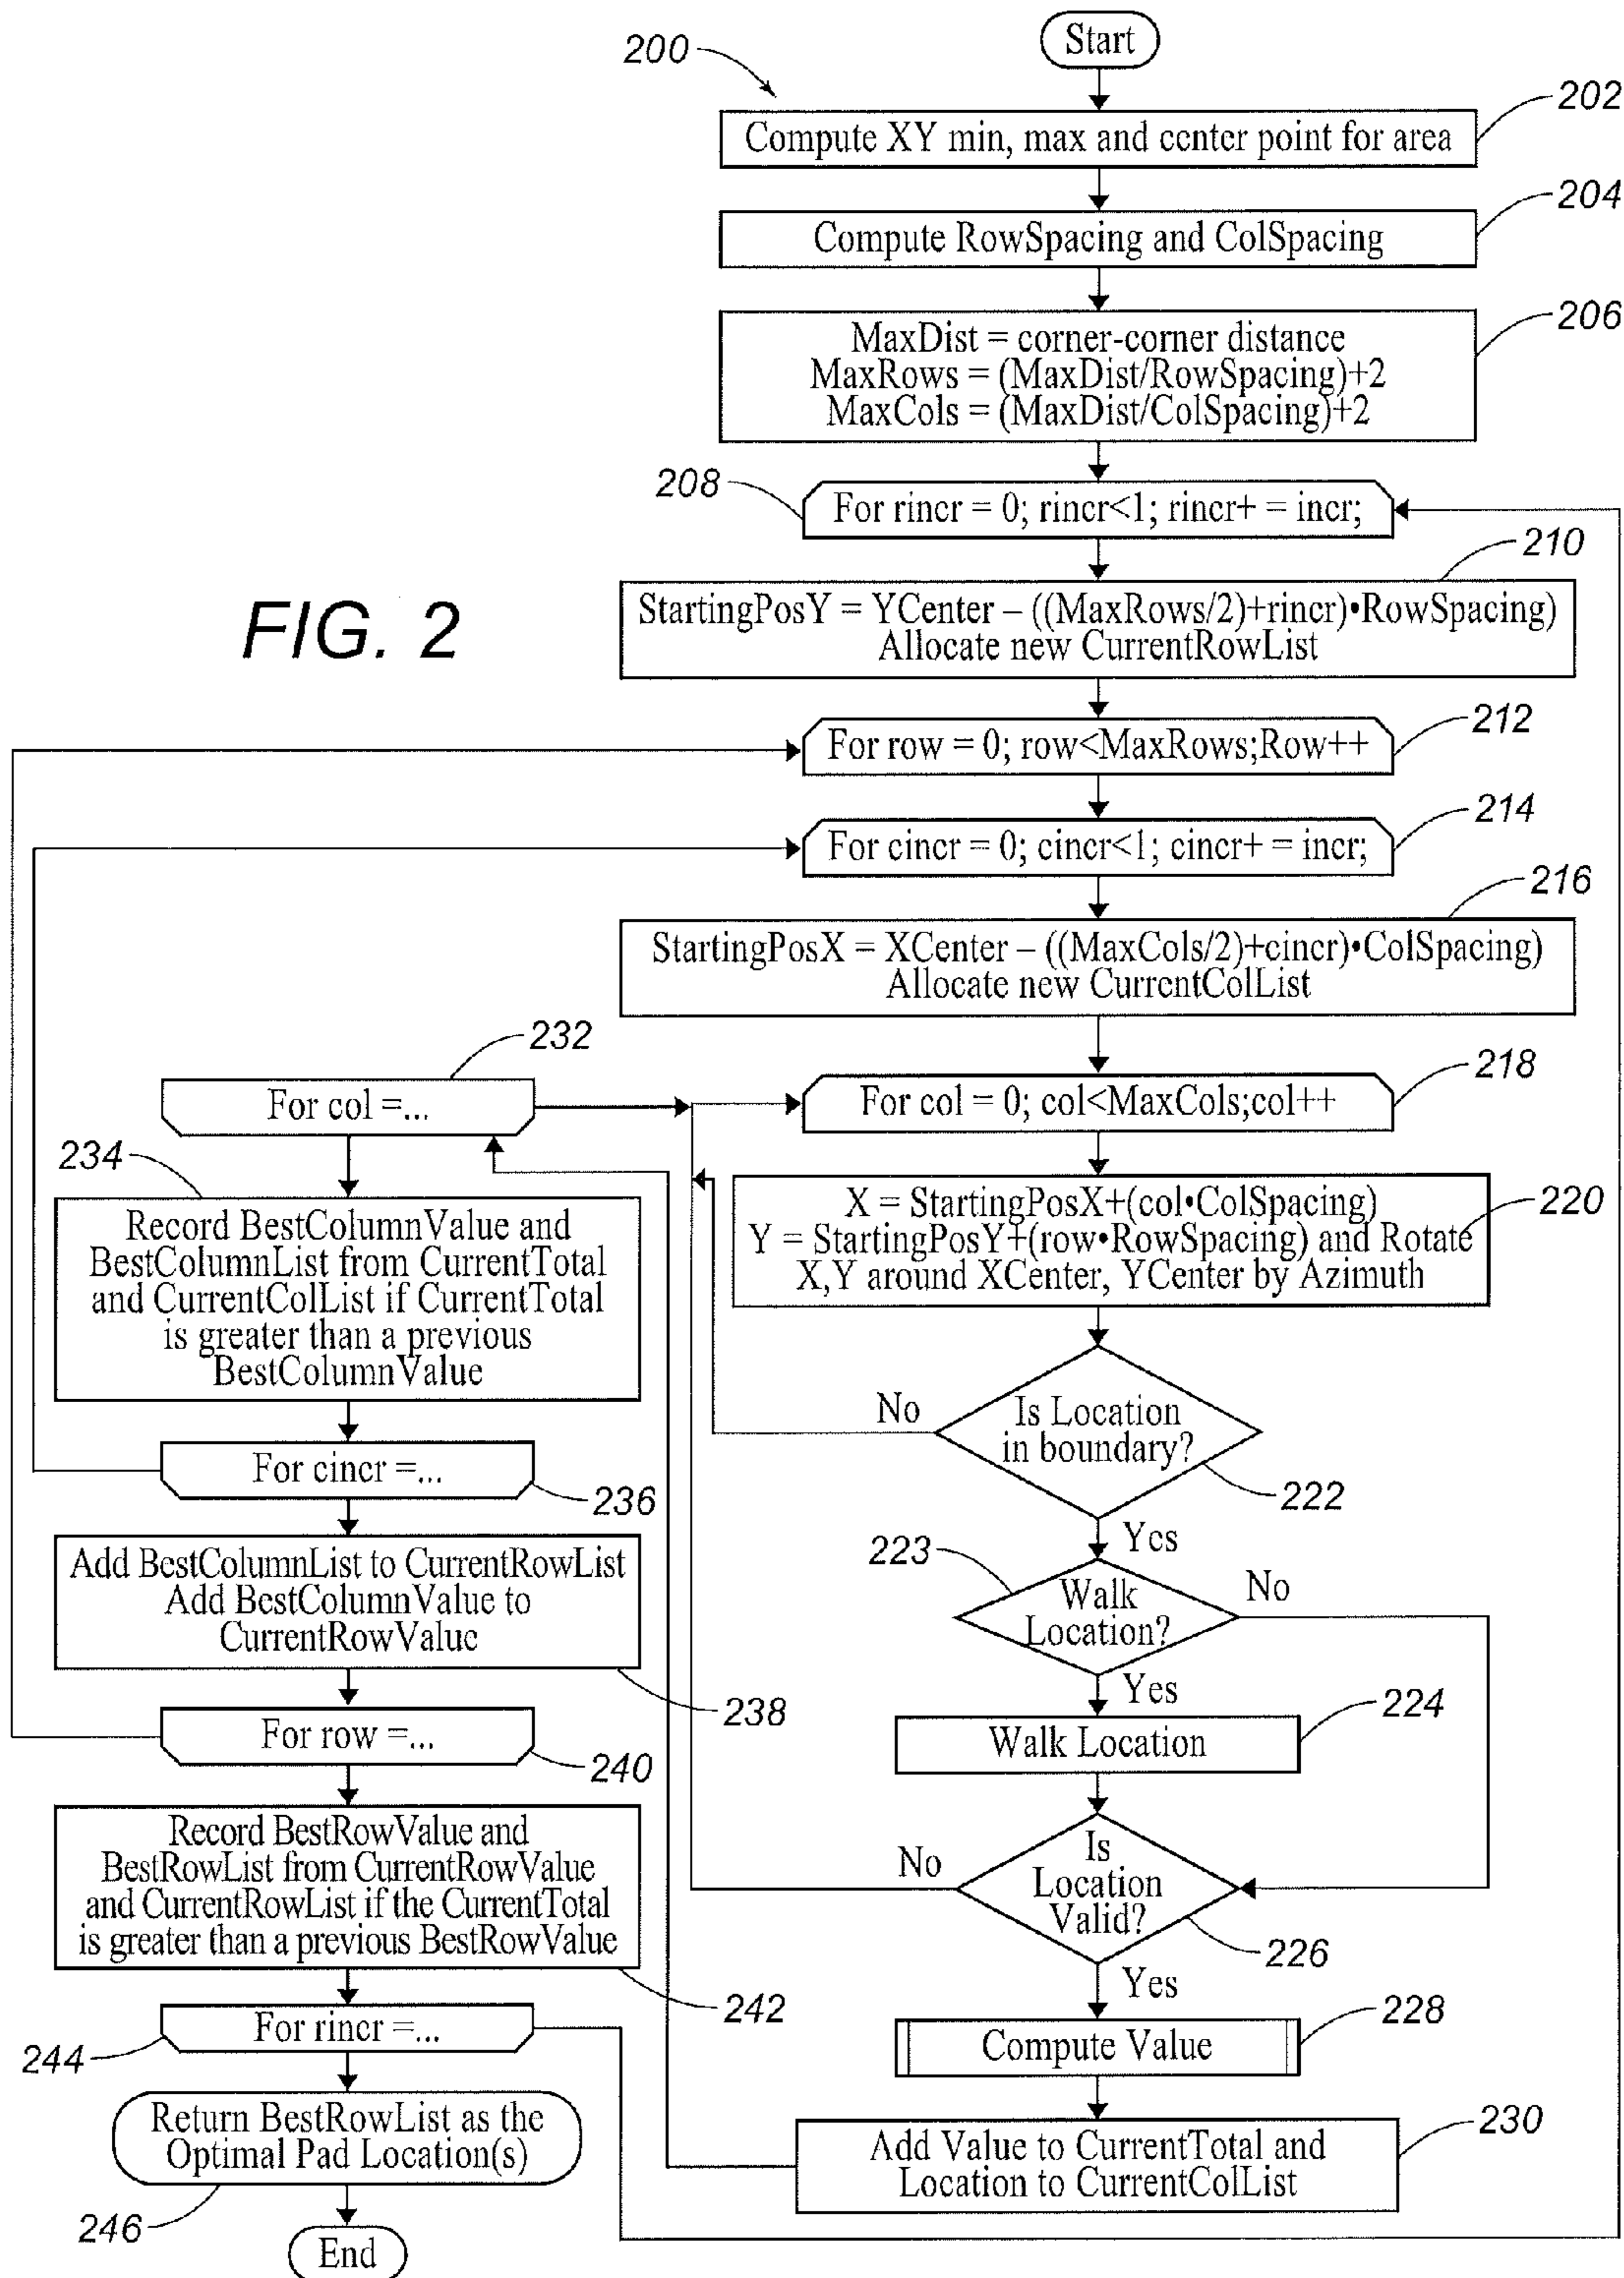 Start
200
202
Compute XY min, max and center point for area
204
Compute RowSpacing and ColSpacing
206
MaxDist = corner-corner distance
MaxRows = (MaxDist/RowSpacing)+2
MaxCols = (MaxDist/ColSpacing)+2
208
For rincr = 0; rincr<1; rincr+ = incr;
210
FIG. 2
StartingPosY = YCenter – ((MaxRows/2)+rincr)•RowSpacing)
Allocate new CurrentRowList
212
For row = 0; row<MaxRows;Row++
214
For cincr = 0; cincr<1; cincr+ = incr;
216
StartingPosX = XCenter – ((MaxCols/2)+cincr)•ColSpacing)
Allocate new CurrentColList
218
For col = 0; col<MaxCols;col++
220
X = StartingPosX+(col•ColSpacing)
Y = StartingPosY+(row•RowSpacing) and Rotate
X,Y around XCenter, YCenter by Azimuth
Is Location
in boundary?
No
222
Yes
223
Walk
Location?
No
Yes
224
Walk Location
Is
Location
Valid?
No
226
Yes
228
Compute Value
230
Add Value to CurrentTotal and
Location to CurrentColList
232
For col =...
234
Record BestColumnValue and
BestColumnList from CurrentTotal
and CurrentColList if CurrentTotal
is greater than a previous
BestColumnValue
For cincr =...
236
Add BestColumnList to CurrentRowList
Add BestColumnValue to
CurrentRowValue
238
For row =...
240
Record BestRowValue and
BestRowList from CurrentRowValue
and CurrentRowList if the CurrentTotal
is greater than a previous BestRowValue
242
For rincr =...
244
Return BestRowList as the
Optimal Pad Location(s)
246
End